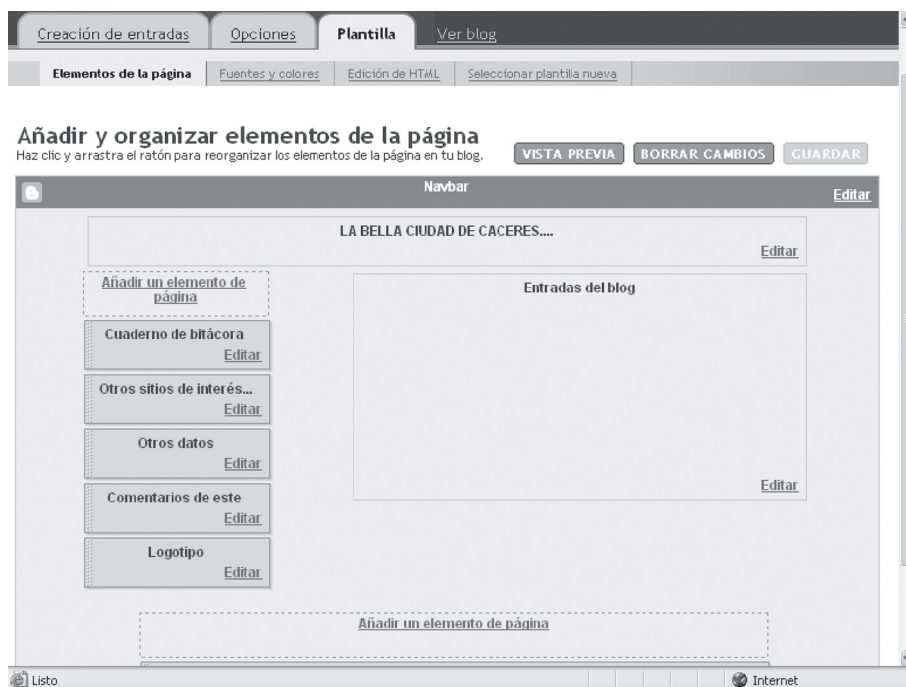 Creación de entradas Opciones Plantilla Ver blog
Elementos de la página Fuentes y colores Edición de HTML Seleccionar plantilla nueva
Añadir y organizar elementos de la página
Haz clic y arrastra el ratón para reorganizar los elementos de la página en tu blog.
VISTA PREVIA BORRAR CAMBIOS GUARDAR
Navbar
Editar
LA BELLA CIUDAD DE CACERES....
Editar
Añadir un elemento de
página
Cuaderno de bitácora
Editar
Otros sitios de interés...
Editar
Otros datos
Editar
Comentarios de este
Editar
Logotipo
Editar
Entradas del blog
Editar
Añadir un elemento de página
Listo Internet